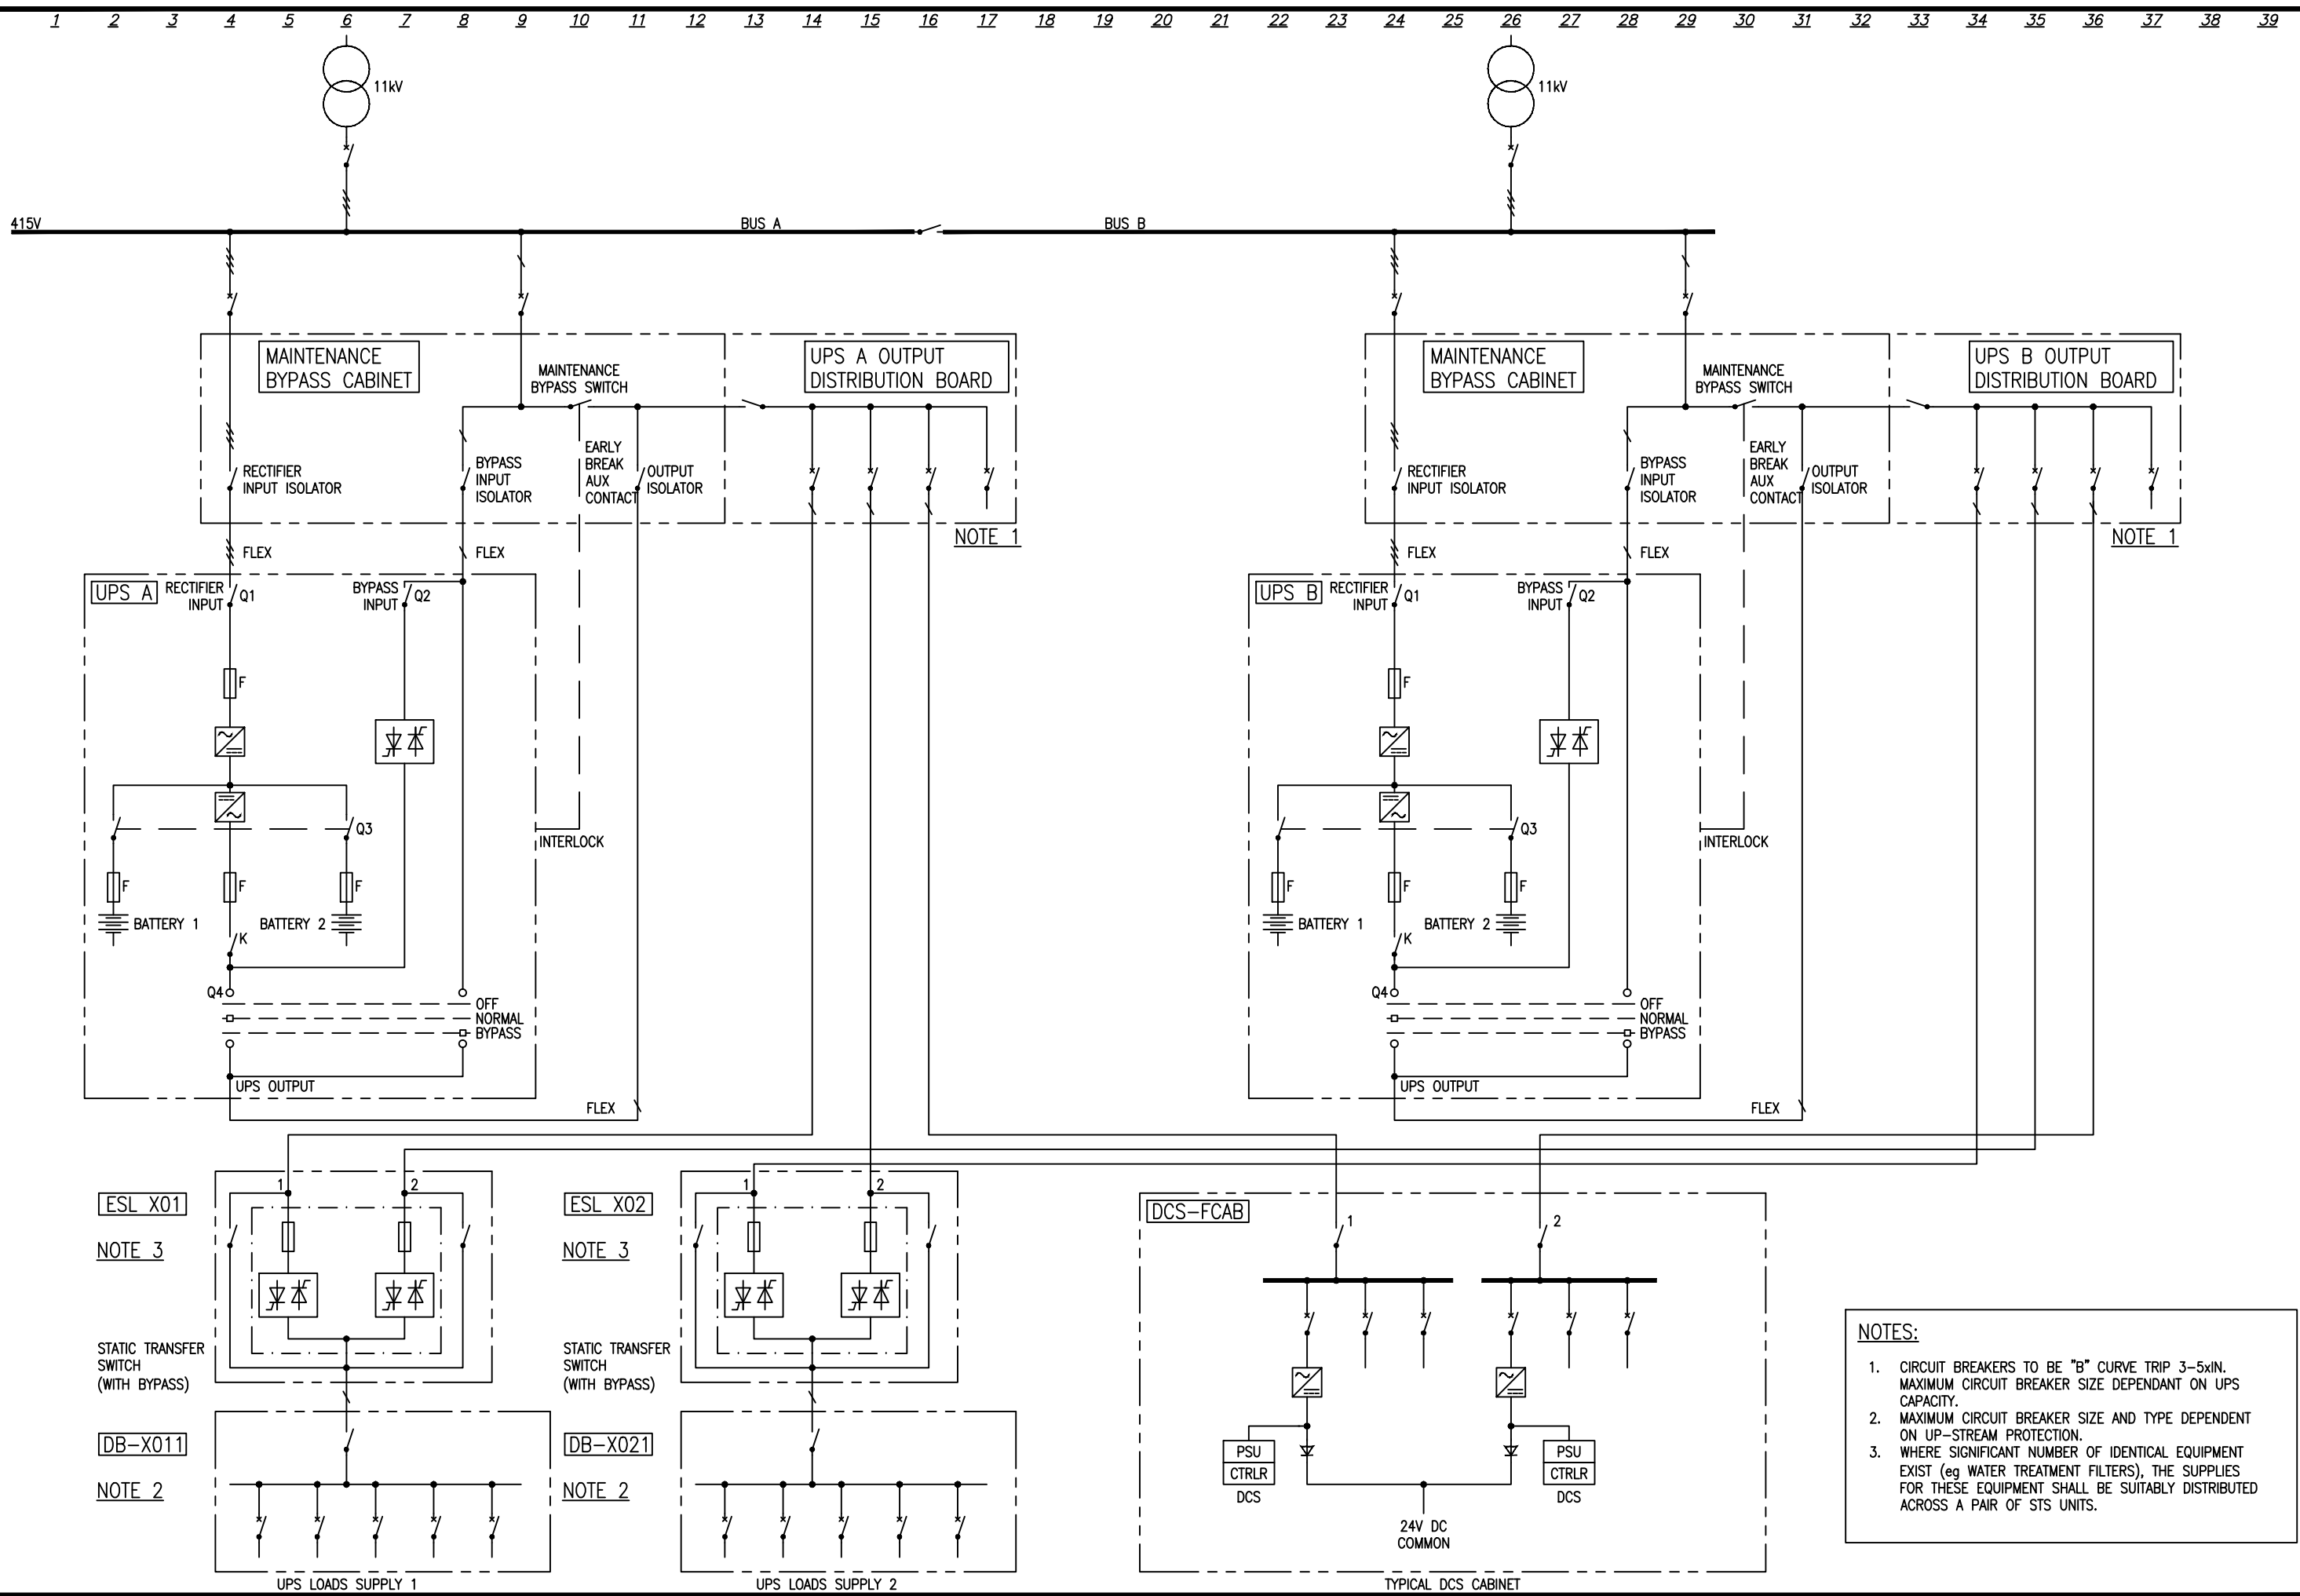 1 2 3 4 5 6 7 8 9 10 11 12 13 14 15 16 17 18 19 20 21 22 23 24 25 26 27 28 29 30 31 32 33 34 35 36 37 38 39
11kV
11kV
415V
BUS A
BUS B
MAINTENANCE
BYPASS CABINET
MAINTENANCE
BYPASS SWITCH
UPS A OUTPUT
DISTRIBUTION BOARD
RECTIFIER
INPUT ISOLATOR
BYPASS
INPUT
ISOLATOR
EARLY
BREAK
AUX
CONTACT
OUTPUT
ISOLATOR
NOTE 1
FLEX
FLEX
UPS A
RECTIFIER
INPUT
Q1
BYPASS
INPUT
Q2
F
Q3
INTERLOCK
F
F
F
BATTERY 1
BATTERY 2
K
Q4
OFF
NORMAL
BYPASS
UPS OUTPUT
FLEX
MAINTENANCE
BYPASS CABINET
MAINTENANCE
BYPASS SWITCH
UPS B OUTPUT
DISTRIBUTION BOARD
RECTIFIER
INPUT ISOLATOR
BYPASS
INPUT
ISOLATOR
EARLY
BREAK
AUX
CONTACT
OUTPUT
ISOLATOR
NOTE 1
FLEX
FLEX
UPS B
RECTIFIER
INPUT
Q1
BYPASS
INPUT
Q2
F
Q3
INTERLOCK
F
F
F
BATTERY 1
BATTERY 2
K
Q4
OFF
NORMAL
BYPASS
UPS OUTPUT
FLEX
ESL X01
1
2
NOTE 3
STATIC TRANSFER
SWITCH
(WITH BYPASS)
DB-X011
NOTE 2
UPS LOADS SUPPLY 1
ESL X02
1
2
NOTE 3
STATIC TRANSFER
SWITCH
(WITH BYPASS)
DB-X021
NOTE 2
UPS LOADS SUPPLY 2
DCS-FCAB
1
2
PSU
CTRLR
DCS
PSU
CTRLR
DCS
24V DC
COMMON
TYPICAL DCS CABINET
NOTES:
1. CIRCUIT BREAKERS TO BE "B" CURVE TRIP 3-5xIN.
MAXIMUM CIRCUIT BREAKER SIZE DEPENDANT ON UPS
CAPACITY.
2. MAXIMUM CIRCUIT BREAKER SIZE AND TYPE DEPENDENT
ON UP-STREAM PROTECTION.
3. WHERE SIGNIFICANT NUMBER OF IDENTICAL EQUIPMENT
EXIST (eg WATER TREATMENT FILTERS), THE SUPPLIES
FOR THESE EQUIPMENT SHALL BE SUITABLY DISTRIBUTED
ACROSS A PAIR OF STS UNITS.